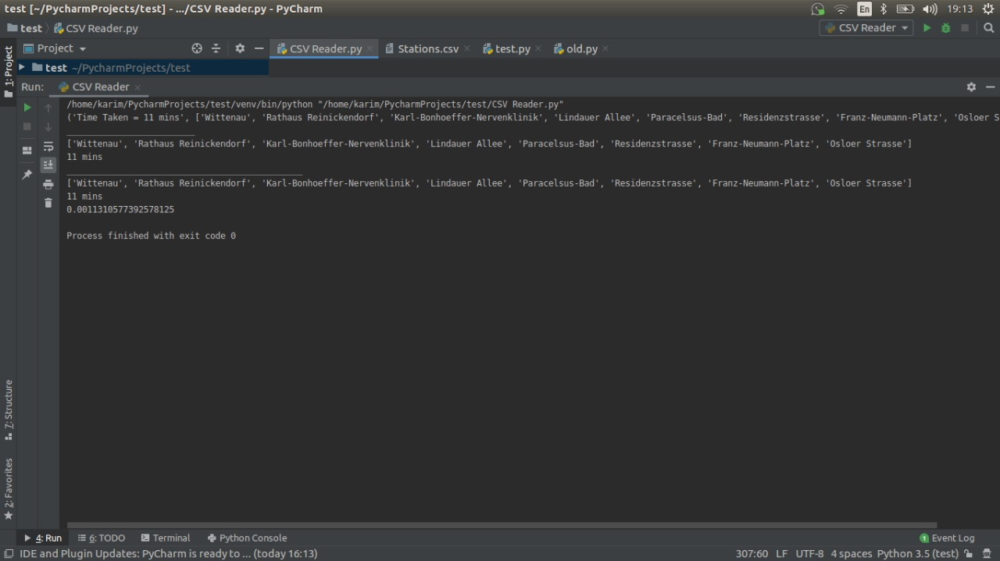 test [~/PycharmProjects/test] - .../CSV Reader.py - PyCharm
En
19:13
test
CSV Reader.py
CSV Reader
1: Project
Project
CSV Reader.py
Stations.csv
test.py
old.py
test ~/PycharmProjects/test
Run:
CSV Reader
/home/karim/PycharmProjects/test/venv/bin/python "/home/karim/PycharmProjects/test/CSV Reader.py"
('Time Taken = 11 mins', ['Wittenau', 'Rathaus Reinickendorf', 'Karl-Bonhoeffer-Nervenklinik', 'Lindauer Allee', 'Paracelsus-Bad', 'Residenzstrasse', 'Franz-Neumann-Platz', 'Osloer S
_________________________
['Wittenau', 'Rathaus Reinickendorf', 'Karl-Bonhoeffer-Nervenklinik', 'Lindauer Allee', 'Paracelsus-Bad', 'Residenzstrasse', 'Franz-Neumann-Platz', 'Osloer Strasse']
11 mins
______________________________________________
['Wittenau', 'Rathaus Reinickendorf', 'Karl-Bonhoeffer-Nervenklinik', 'Lindauer Allee', 'Paracelsus-Bad', 'Residenzstrasse', 'Franz-Neumann-Platz', 'Osloer Strasse']
11 mins
0.0011310577392578125
Process finished with exit code 0
7: Structure
2: Favorites
4: Run
6: TODO
Terminal
Python Console
1 Event Log
IDE and Plugin Updates: PyCharm is ready to ... (today 16:13)
307:60
LF
UTF-8
4 spaces
Python 3.5 (test)